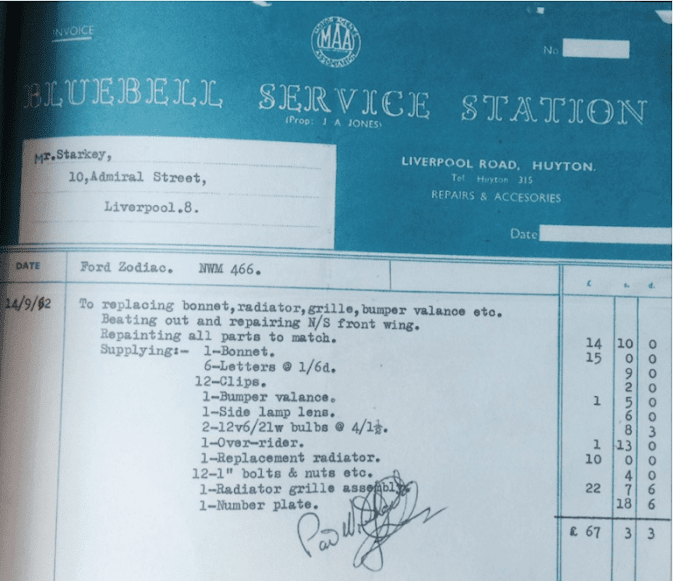 INVOICE
MOTOR AGENTS
MAA
ASSOCIATION
No
BLUEBELL SERVICE STATION
(Prop: J A JONES)
Mr.Starkey,
10,Admiral Street,
Liverpool.8.
LIVERPOOL ROAD, HUYTON.
Tel Huyton 315
REPAIRS & ACCESORIES
Date
DATE Ford Zodiac. NWM 466. £ s. d.
14/9/62 To replacing bonnet,radiator,grille,bumper valance etc.
Beating out and repairing N/S front wing.
Repainting all parts to match. 14 10 0
Supplying:- 1-Bonnet. 15 0 0
6-Letters @ 1/6d. 9 0
12-Clips. 2 0
1-Bumper valance. 1 5 0
1-Side lamp lens. 6 0
2-12v6/21w bulbs @ 4/1½. 8 3
1-Over-rider. 1 13 0
1-Replacement radiator. 10 0 0
12-1" bolts & nuts etc. 4 0
1-Radiator grille assembly. 22 7 6
1-Number plate. 18 6
£ 67 3 3